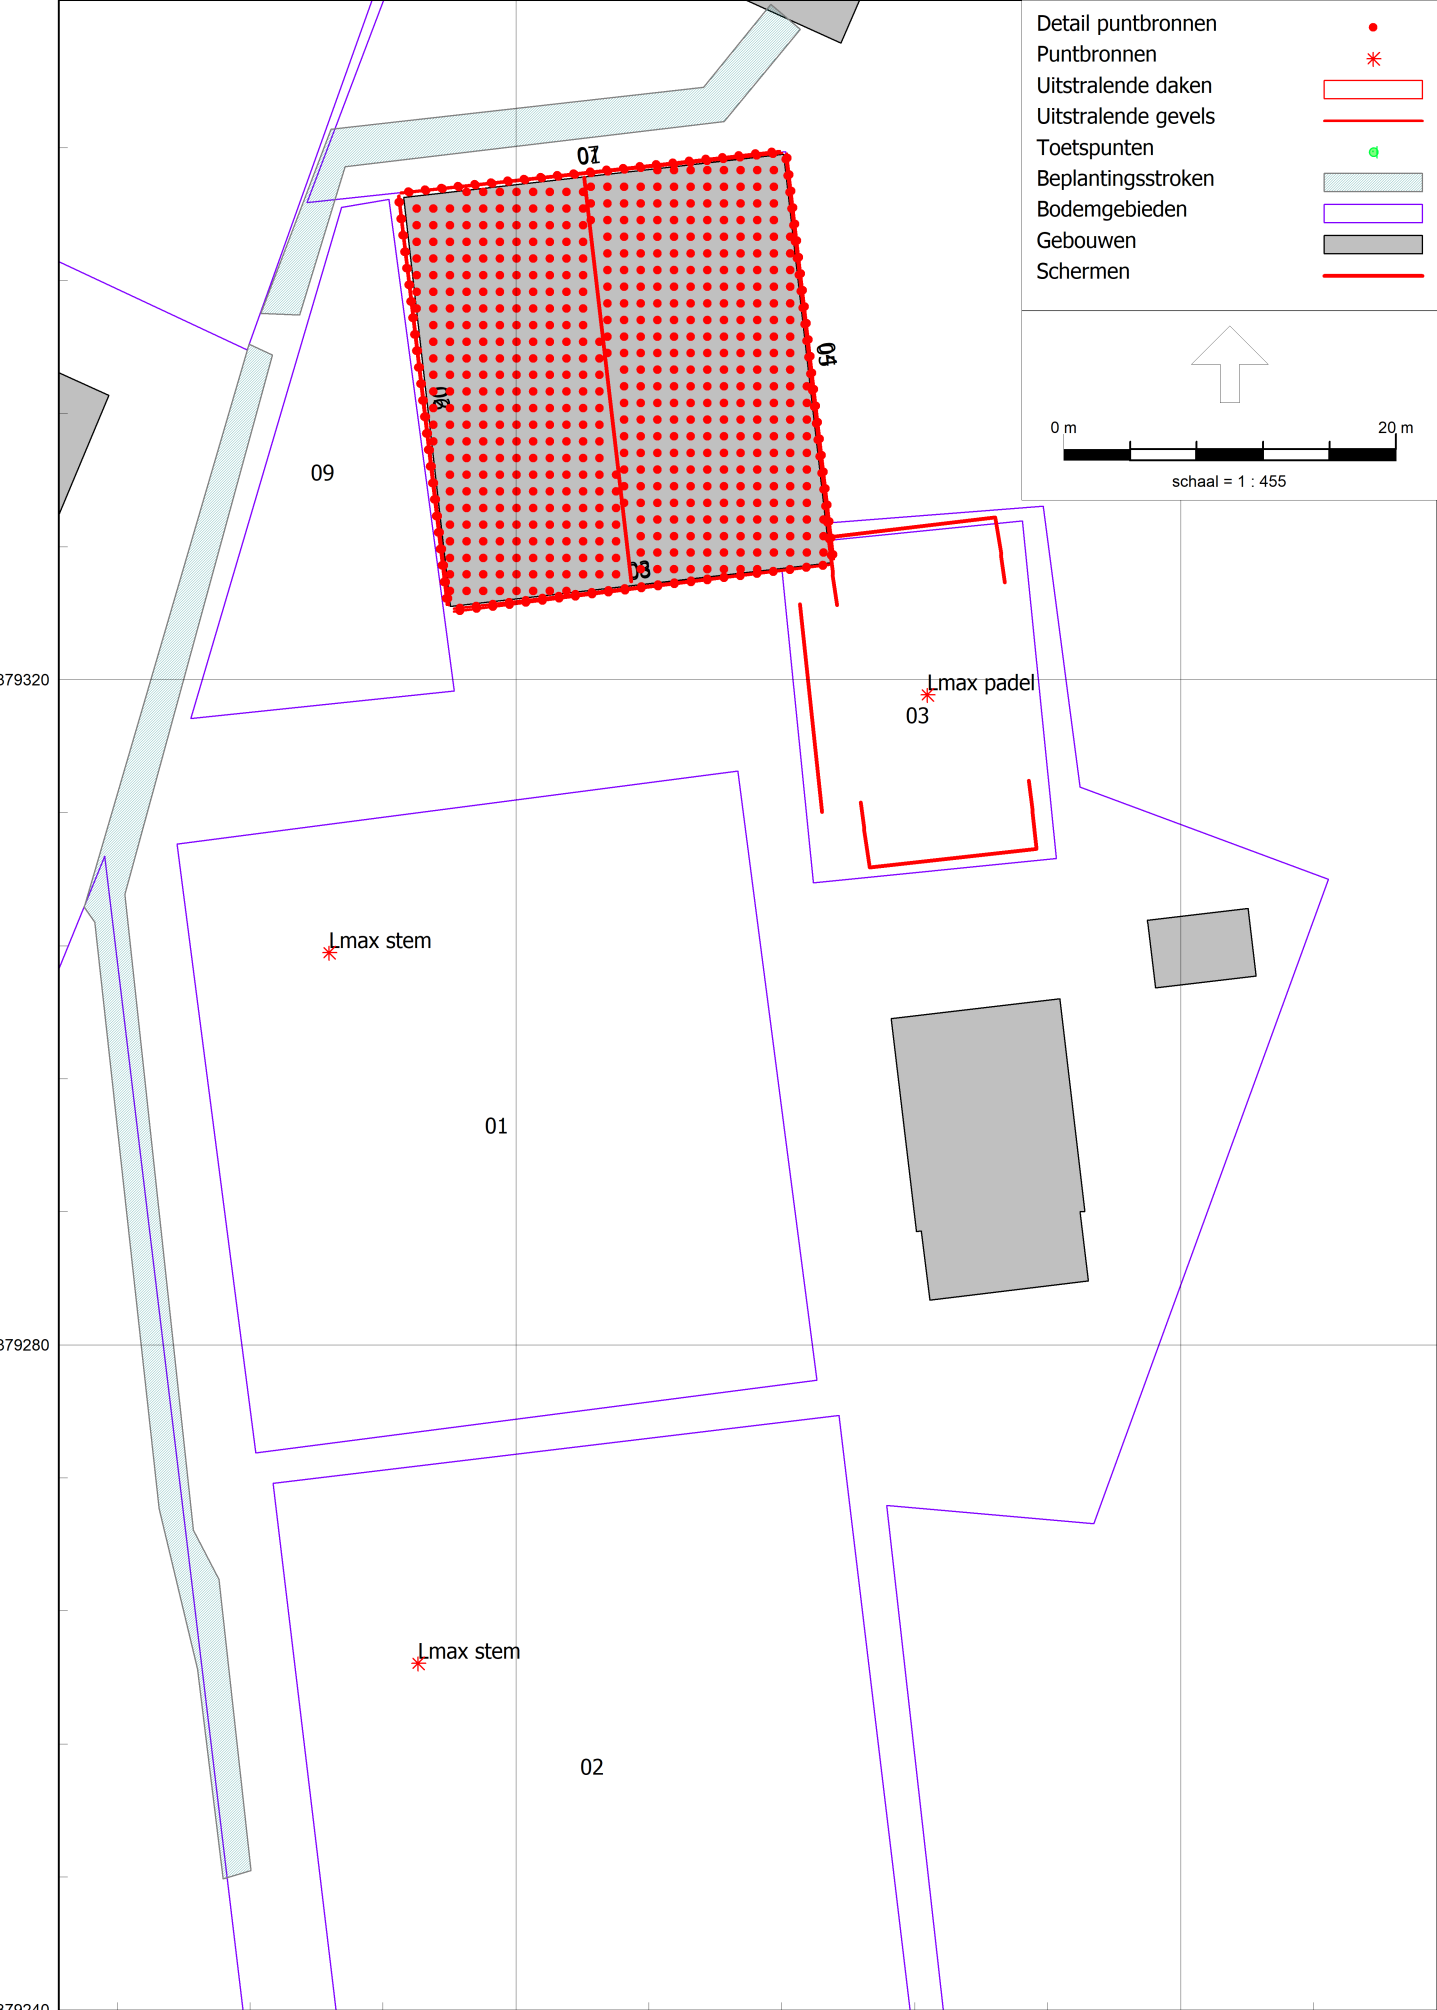 Detail puntbronnen
Puntbronnen
Uitstralende daken
Uitstralende gevels
Toetspunten
Beplantingsstroken
Bodemgebieden
Gebouwen
Schermen
0 m 20 m
schaal = 1 : 455
09
Lmax padel
379320
03
Lmax stem
01
379280
Lmax stem
02